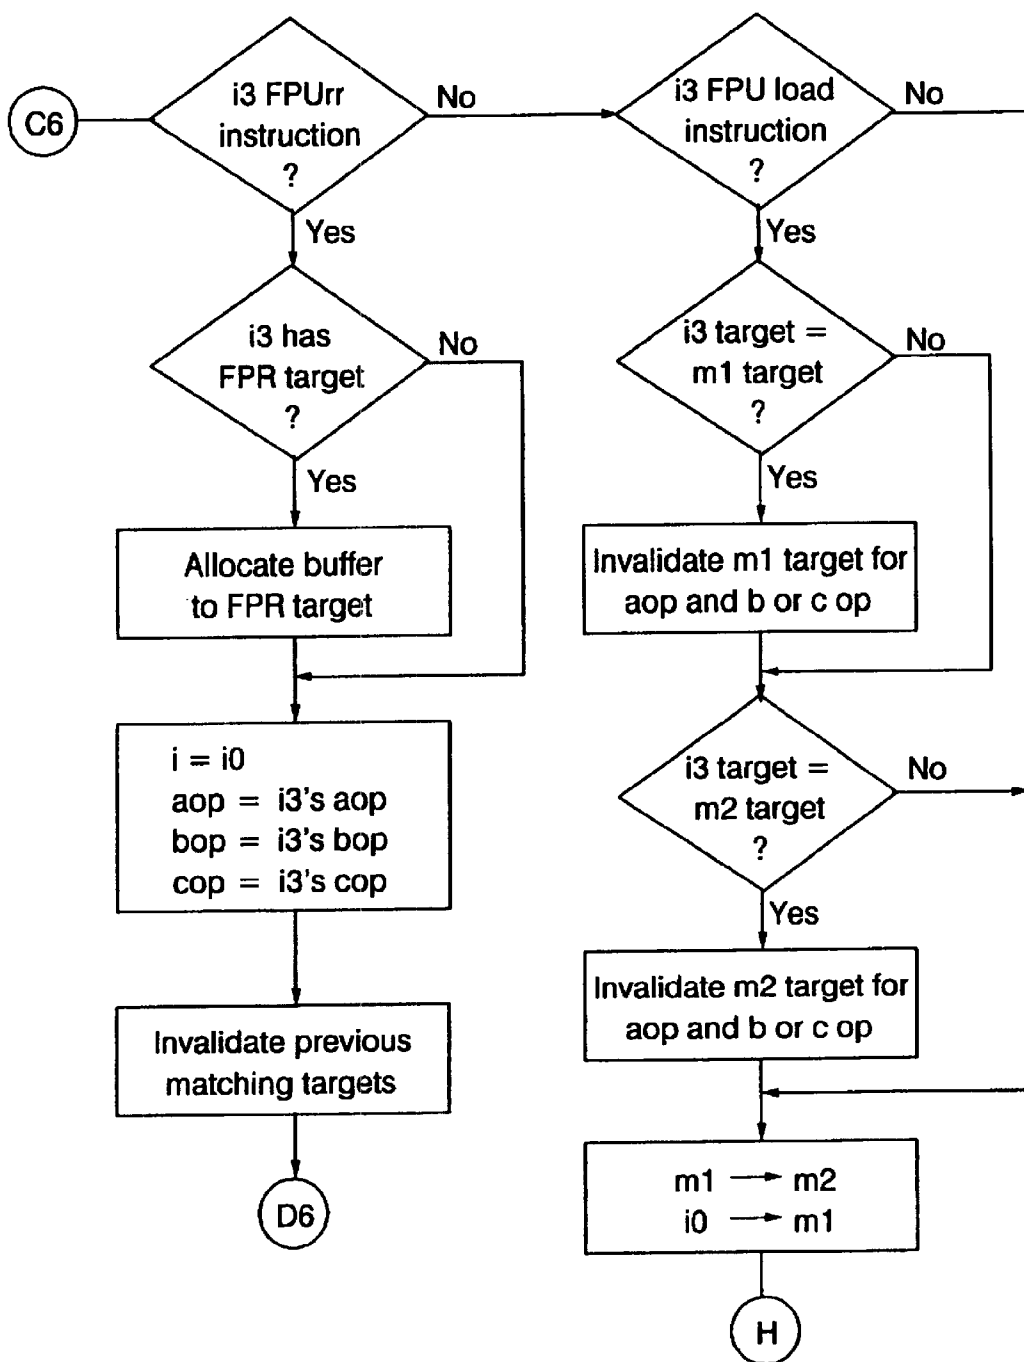 C6
i3 FPUrr
instruction
?
No
Yes
i3 has
FPR target
?
No
Yes
Allocate buffer
to FPR target
i = i0
aop = i3's aop
bop = i3's bop
cop = i3's cop
Invalidate previous
matching targets
D6
i3 FPU load
instruction
?
No
Yes
i3 target =
m1 target
?
No
Yes
Invalidate m1 target for
aop and b or c op
i3 target =
m2 target
?
No
Yes
Invalidate m2 target for
aop and b or c op
m1 → m2
i0 → m1
H